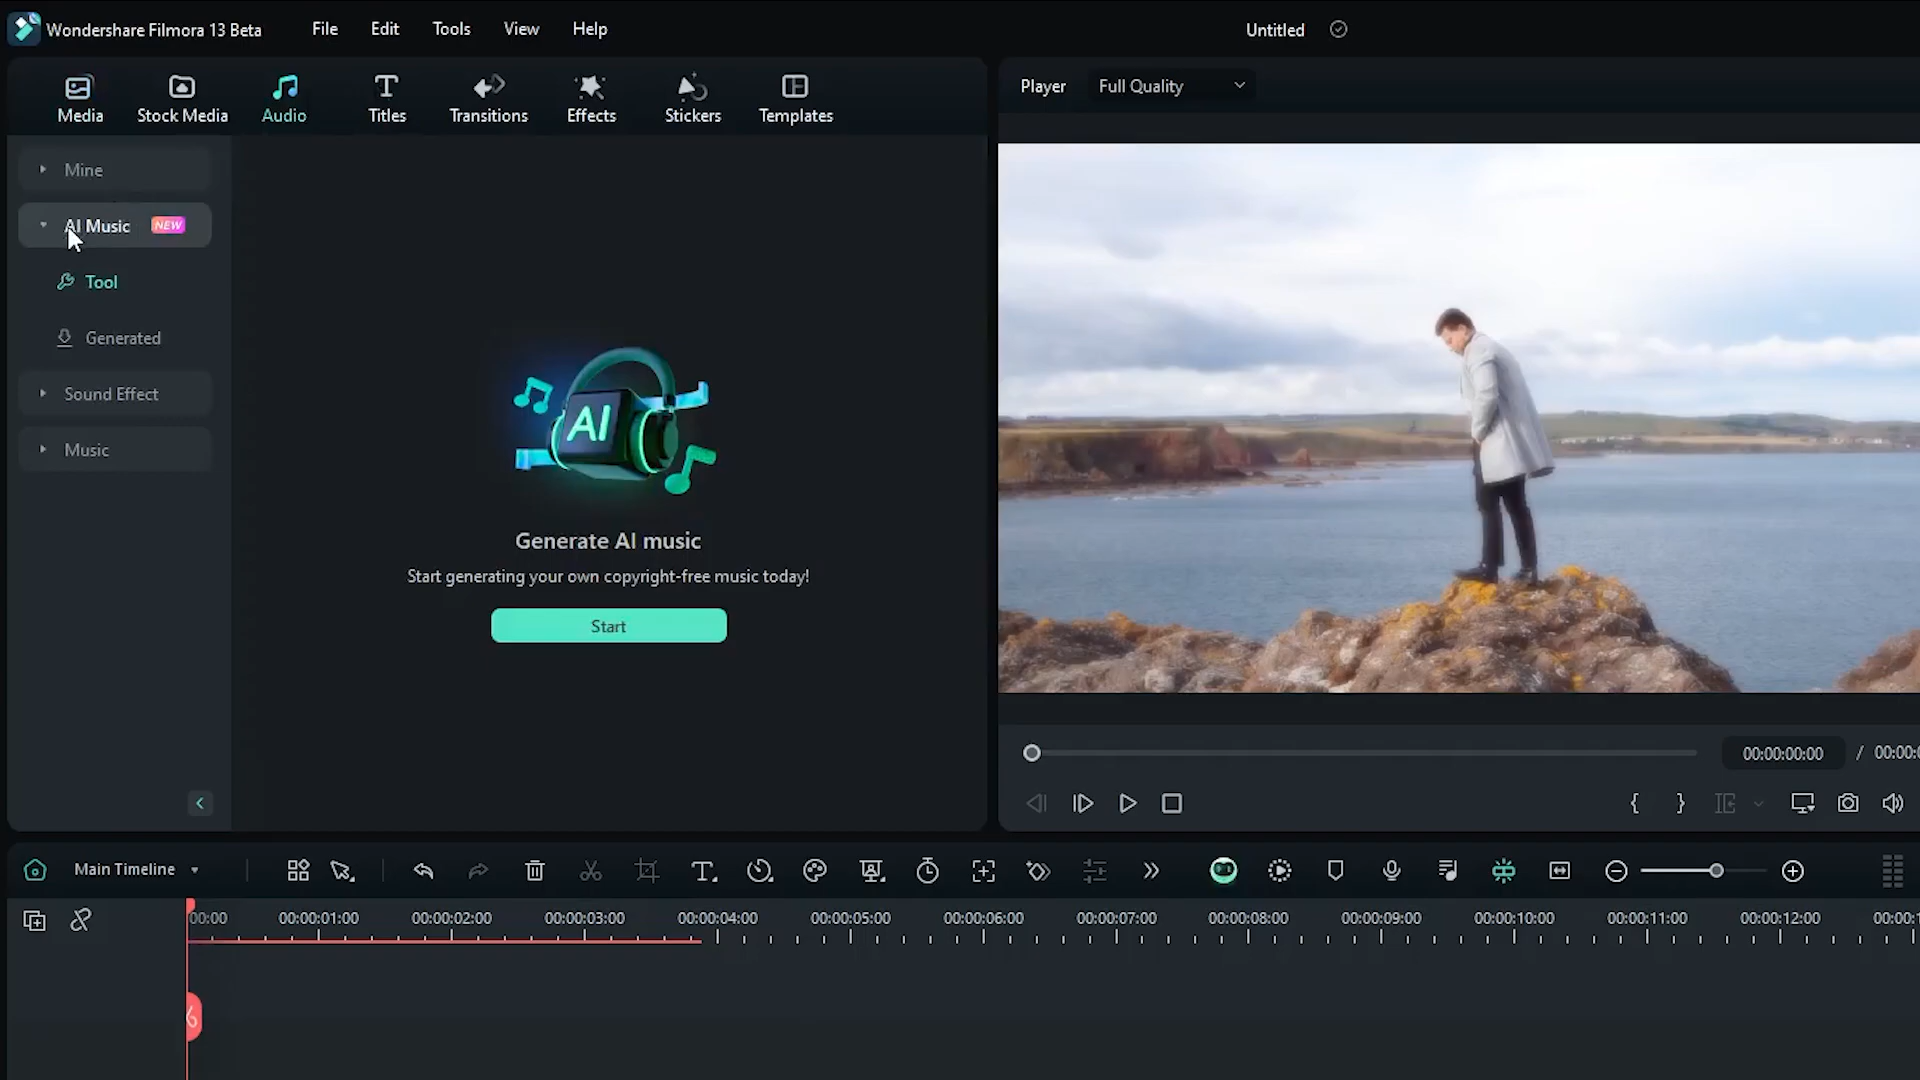 Wondershare Filmora 13 Beta
File Edit Tools View Help
Untitled
Media Stock Media Audio Titles Transitions Effects Stickers Templates
Player Full Quality
Mine
AI Music NEW
Tool
Generated
Sound Effect
Music
AI
Generate AI music
Start generating your own copyright-free music today!
Start
00:00:00:00 / 00:00:
Main Timeline
00:00 00:00:01:00 00:00:02:00 00:00:03:00 00:00:04:00 00:00:05:00 00:00:06:00 00:00:07:00 00:00:08:00 00:00:09:00 00:00:10:00 00:00:11:00 00:00:12:00 00:00: